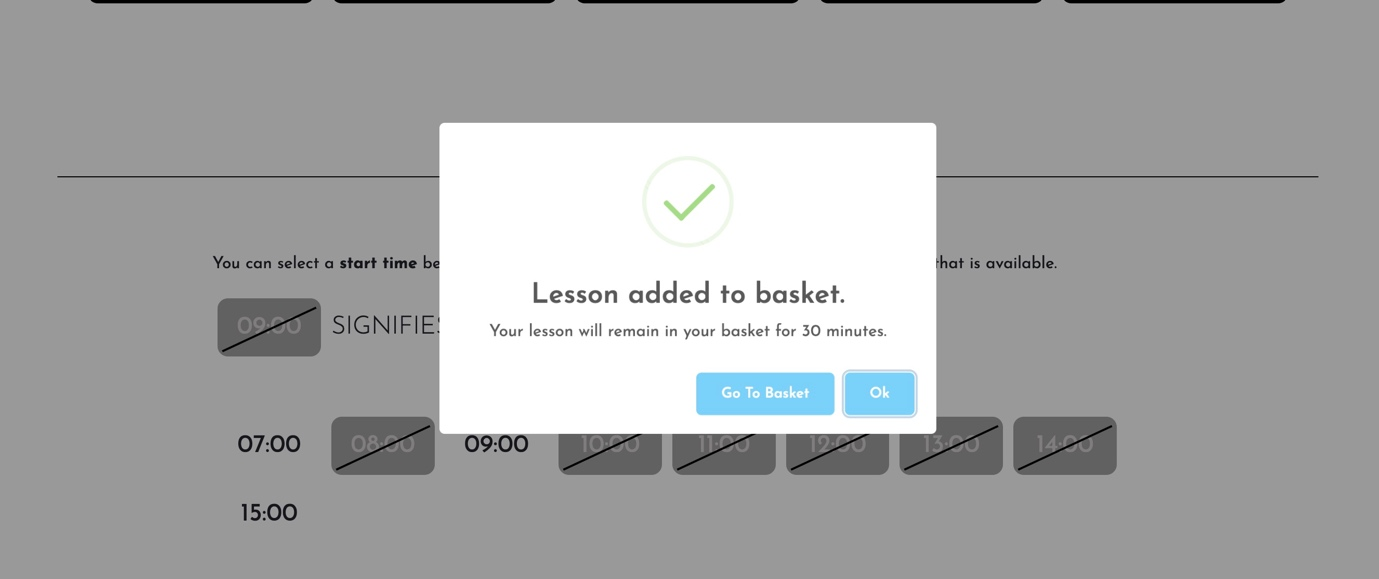 You can select a start time be
that is available.
09:00 SIGNIFIES
Lesson added to basket.
Your lesson will remain in your basket for 30 minutes.
Go To Basket Ok
07:00 08:00 09:00 10:00 11:00 12:00 13:00 14:00
15:00